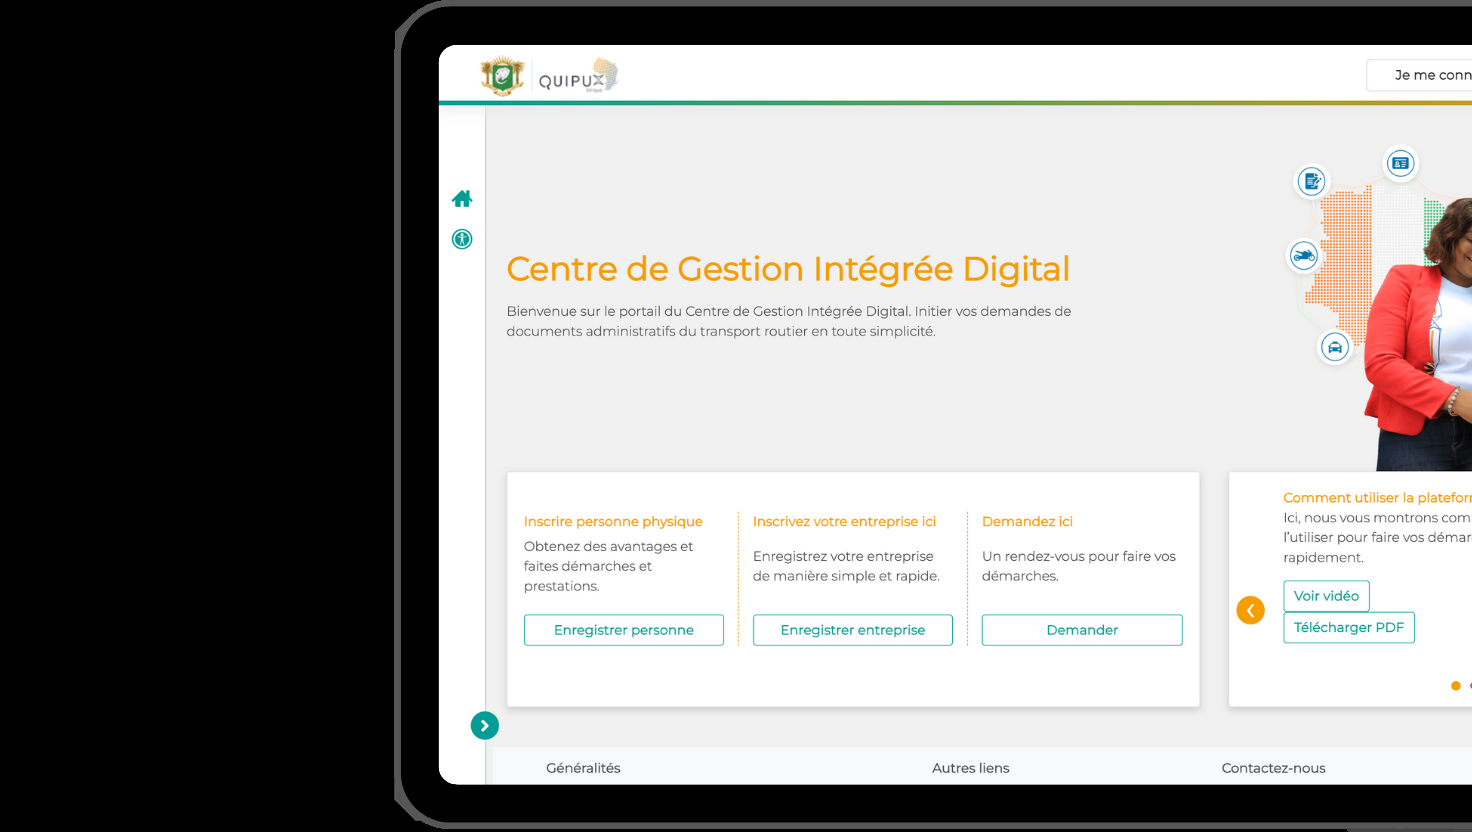 QUIPUX
Afrique
Je me conn
Centre de Gestion Intégrée Digital
Bienvenue sur le portail du Centre de Gestion Intégrée Digital. Initier vos demandes de
documents administratifs du transport routier en toute simplicité.
Inscrire personne physique
Obtenez des avantages et
faites démarches et
prestations.
Enregistrer personne
Inscrivez votre entreprise ici
Enregistrez votre entreprise
de manière simple et rapide.
Enregistrer entreprise
Demandez ici
Un rendez-vous pour faire vos
démarches.
Demander
Comment utiliser la platefor
Ici, nous vous montrons com
l'utiliser pour faire vos démar
rapidement.
Voir vidéo
Télécharger PDF
Généralités
Autres liens
Contactez-nous